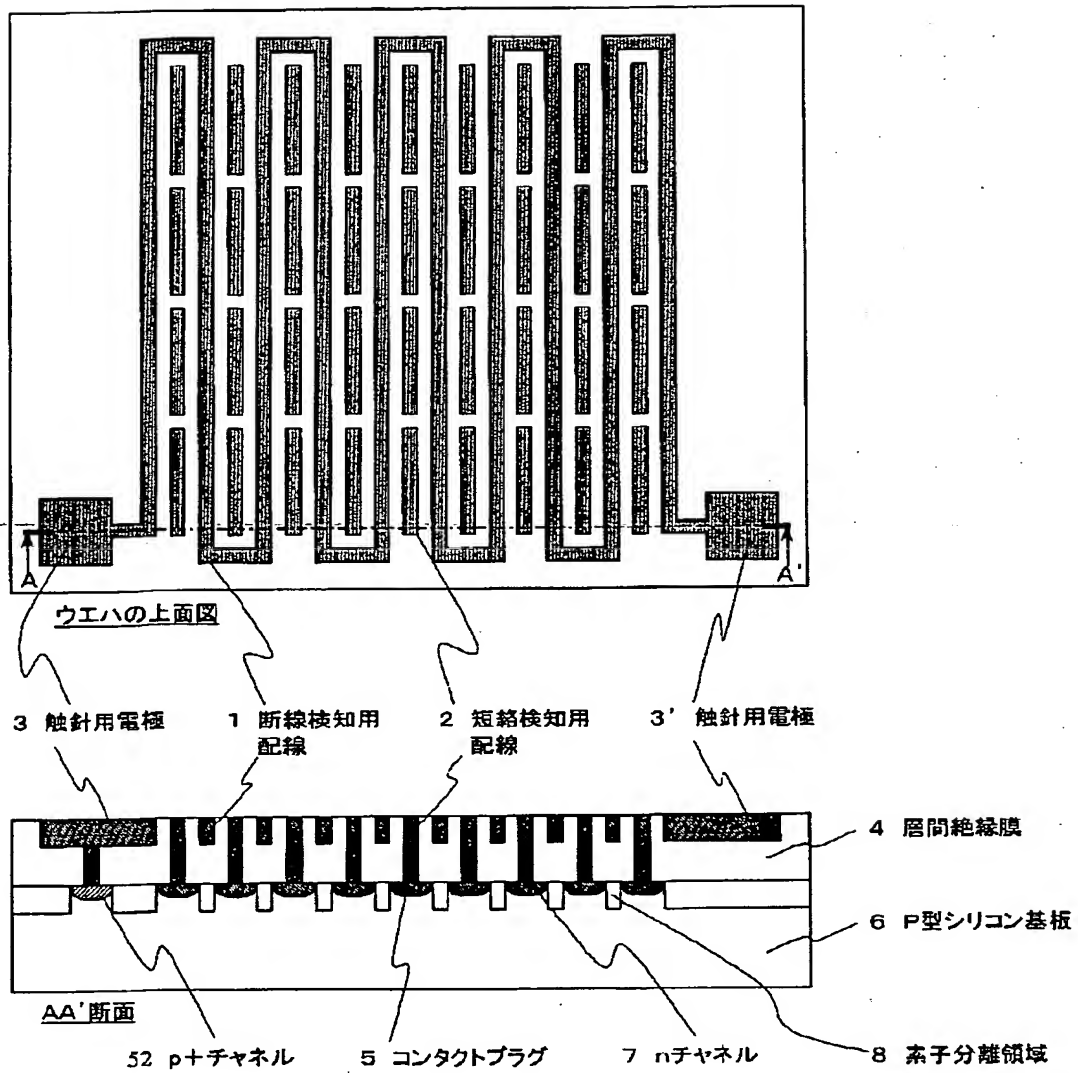 A
A'
ウエハの上面図
3 触針用電極
1 断線検知用
配線
2 短絡検知用
配線
3' 触針用電極
4 層間絶縁膜
6 P型シリコン基板
AA'断面
52 p+チャネル
5 コンタクトプラグ
7 nチャネル
8 素子分離領域